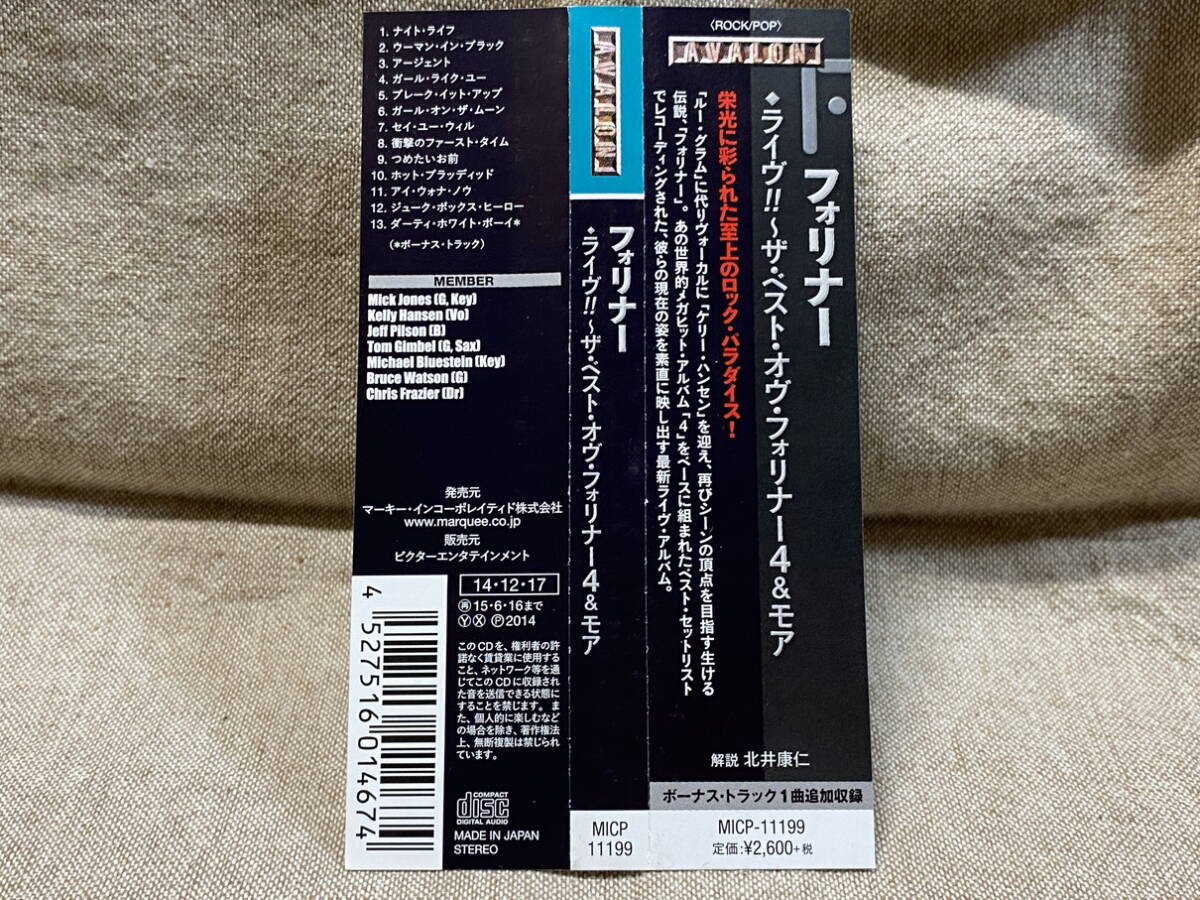 1. ナイト・ライフ
2. ウーマン・イン・ブラック
3. アージェント
4. ガール・ライク・ユー
5. ブレーク・イット・アップ
6. ガール・オン・ザ・ムーン
7. セイ・ユー・ウィル
8. 衝撃のファースト・タイム
9. つめたいお前
10. ホット・ブラッディッド
11. アイ・ウォナ・ノウ
12. ジューク・ボックス・ヒーロー
13. ダーティ・ホワイト・ボーイ*
(*ボーナス・トラック)
MEMBER
Mick Jones (G, Key)
Kelly Hansen (Vo)
Jeff Pilson (B)
Tom Gimbel (G, Sax)
Michael Bluestein (Key)
Bruce Watson (G)
Chris Frazier (Dr)
発売元
マーキー・インコーポレイティド株式会社
www.marquee.co.jp
販売元
ビクターエンタテインメント
14・12・17
再15・6・16まで
Ⓨ Ⓧ Ⓟ 2014
このCDを、権利者の許
諾なく賃貸業に使用する
こと、ネットワーク等を通
じてこのCDに収録され
た音を送信できる状態に
することを禁じます。ま
た、個人的に楽しむなど
の場合を除き、著作権法
上、無断複製は禁じられ
ています。
COMPACT
disc
DIGITAL AUDIO
MADE IN JAPAN
STEREO
4 527516 014674
AVALON
フォリナー
◆ライヴ!!~ザ・ベスト・オヴ・フォリナー4&モア
MICP
11199
〈ROCK/POP〉
AVALON
フォリナー
◆ライヴ!!~ザ・ベスト・オヴ・フォリナー4&モア
栄光に彩られた至上のロック・パラダイス!
「ルー・グラム」に代りヴォーカルに「ケリー・ハンセン」を迎え、再びシーンの頂点を目指す生ける
伝説、「フォリナー」。あの世界的メガヒット・アルバム「4」をベースに組まれたベスト・セットリスト
でレコーディングされた、彼らの現在の姿を素直に映し出す最新ライヴ・アルバム。
解説 北井康仁
ボーナス・トラック1曲追加収録
MICP-11199
定価:¥2,600+税